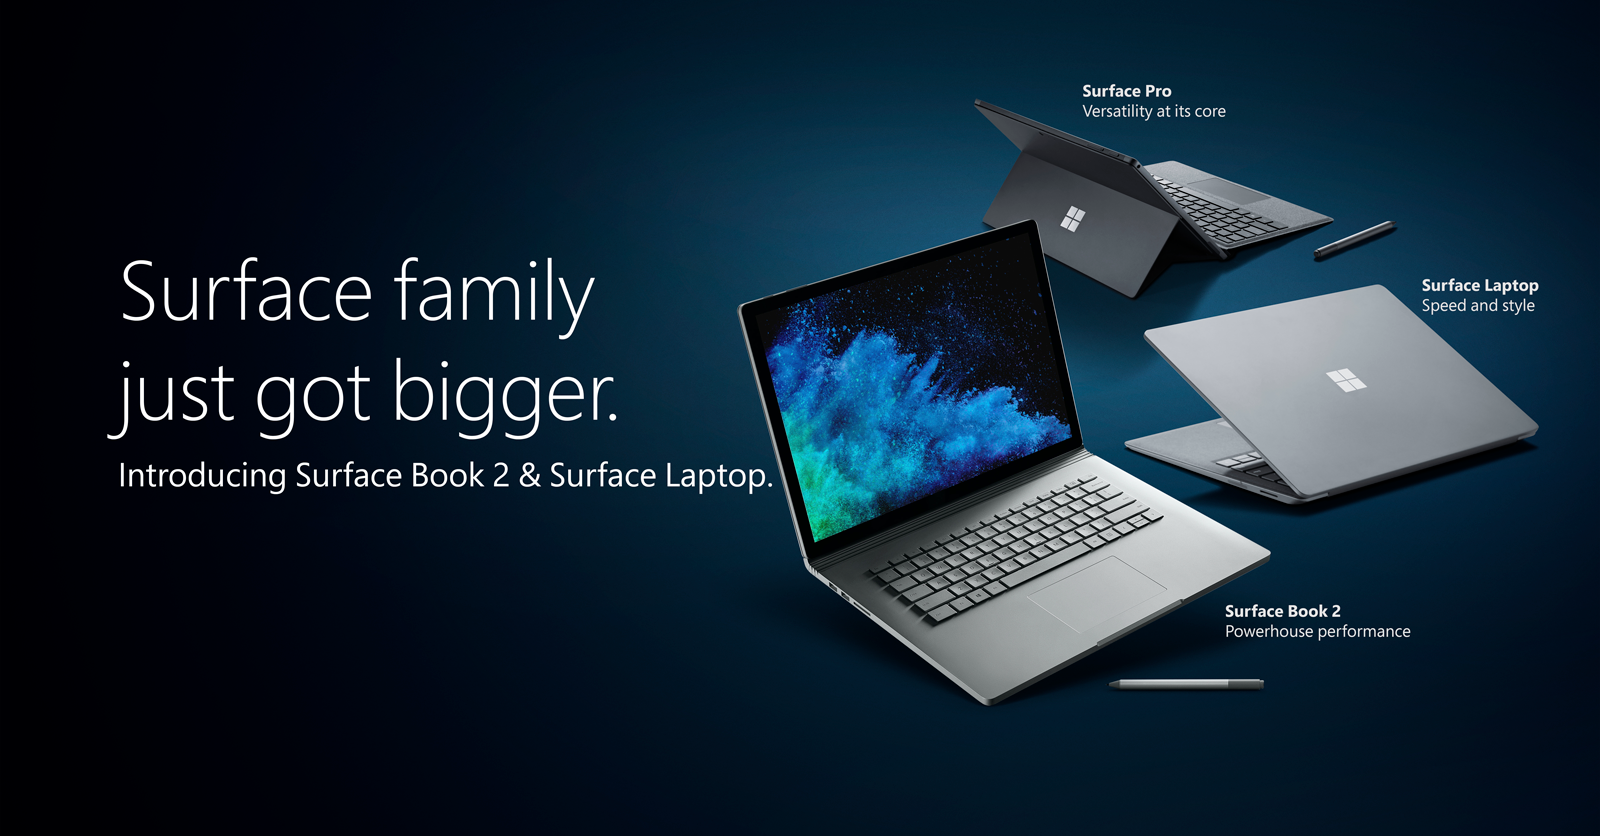 Surface family
just got bigger.
Introducing Surface Book 2 & Surface Laptop.
Surface Pro
Versatility at its core
Surface Laptop
Speed and style
Surface Book 2
Powerhouse performance